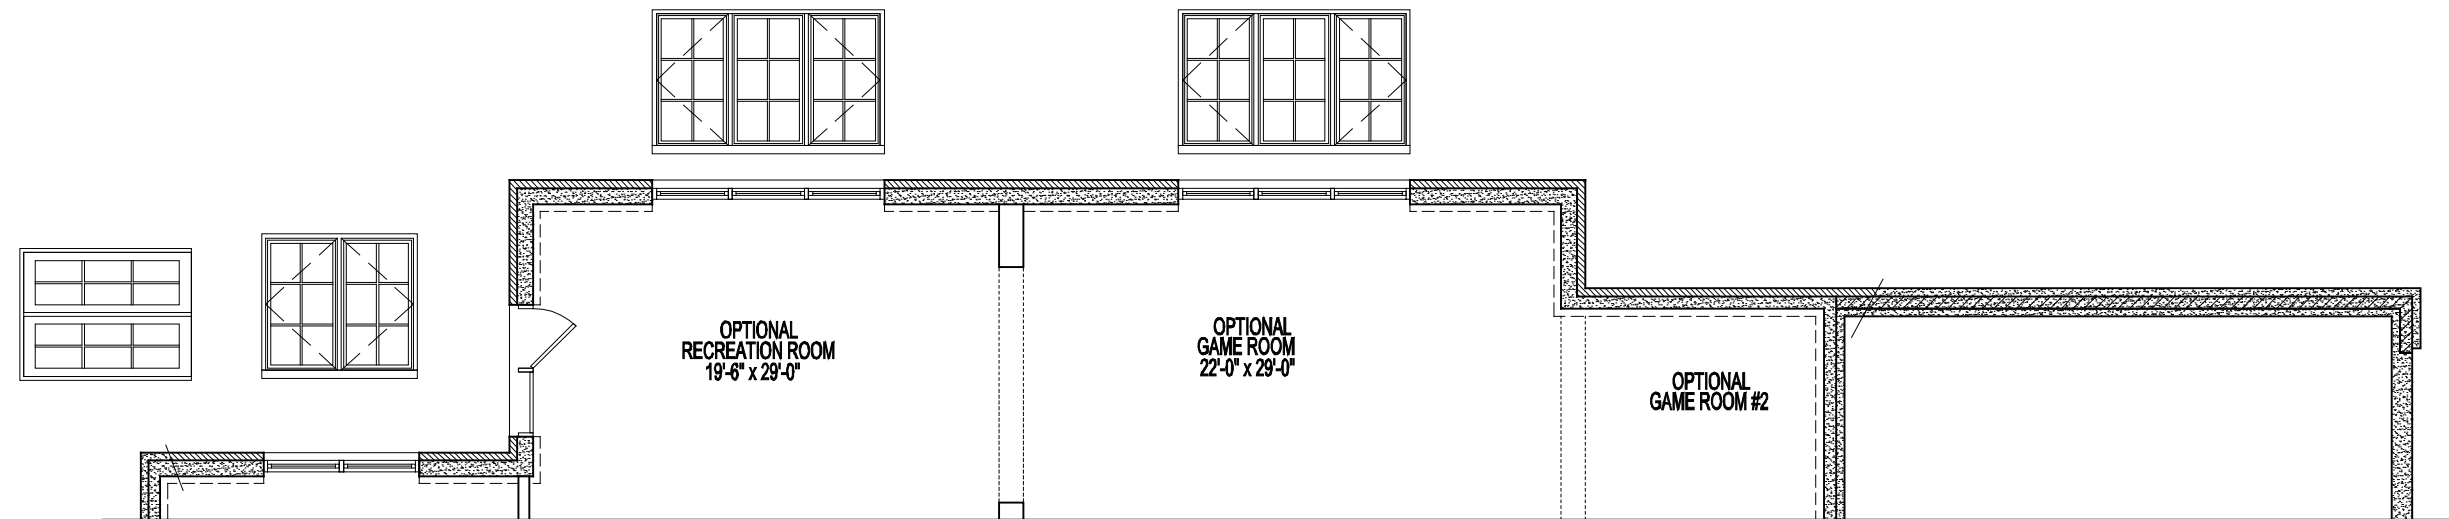 OPTIONAL
RECREATION ROOM
19'-6" x 29'-0"
OPTIONAL
GAME ROOM
22'-0" x 29'-0"
OPTIONAL
GAME ROOM #2